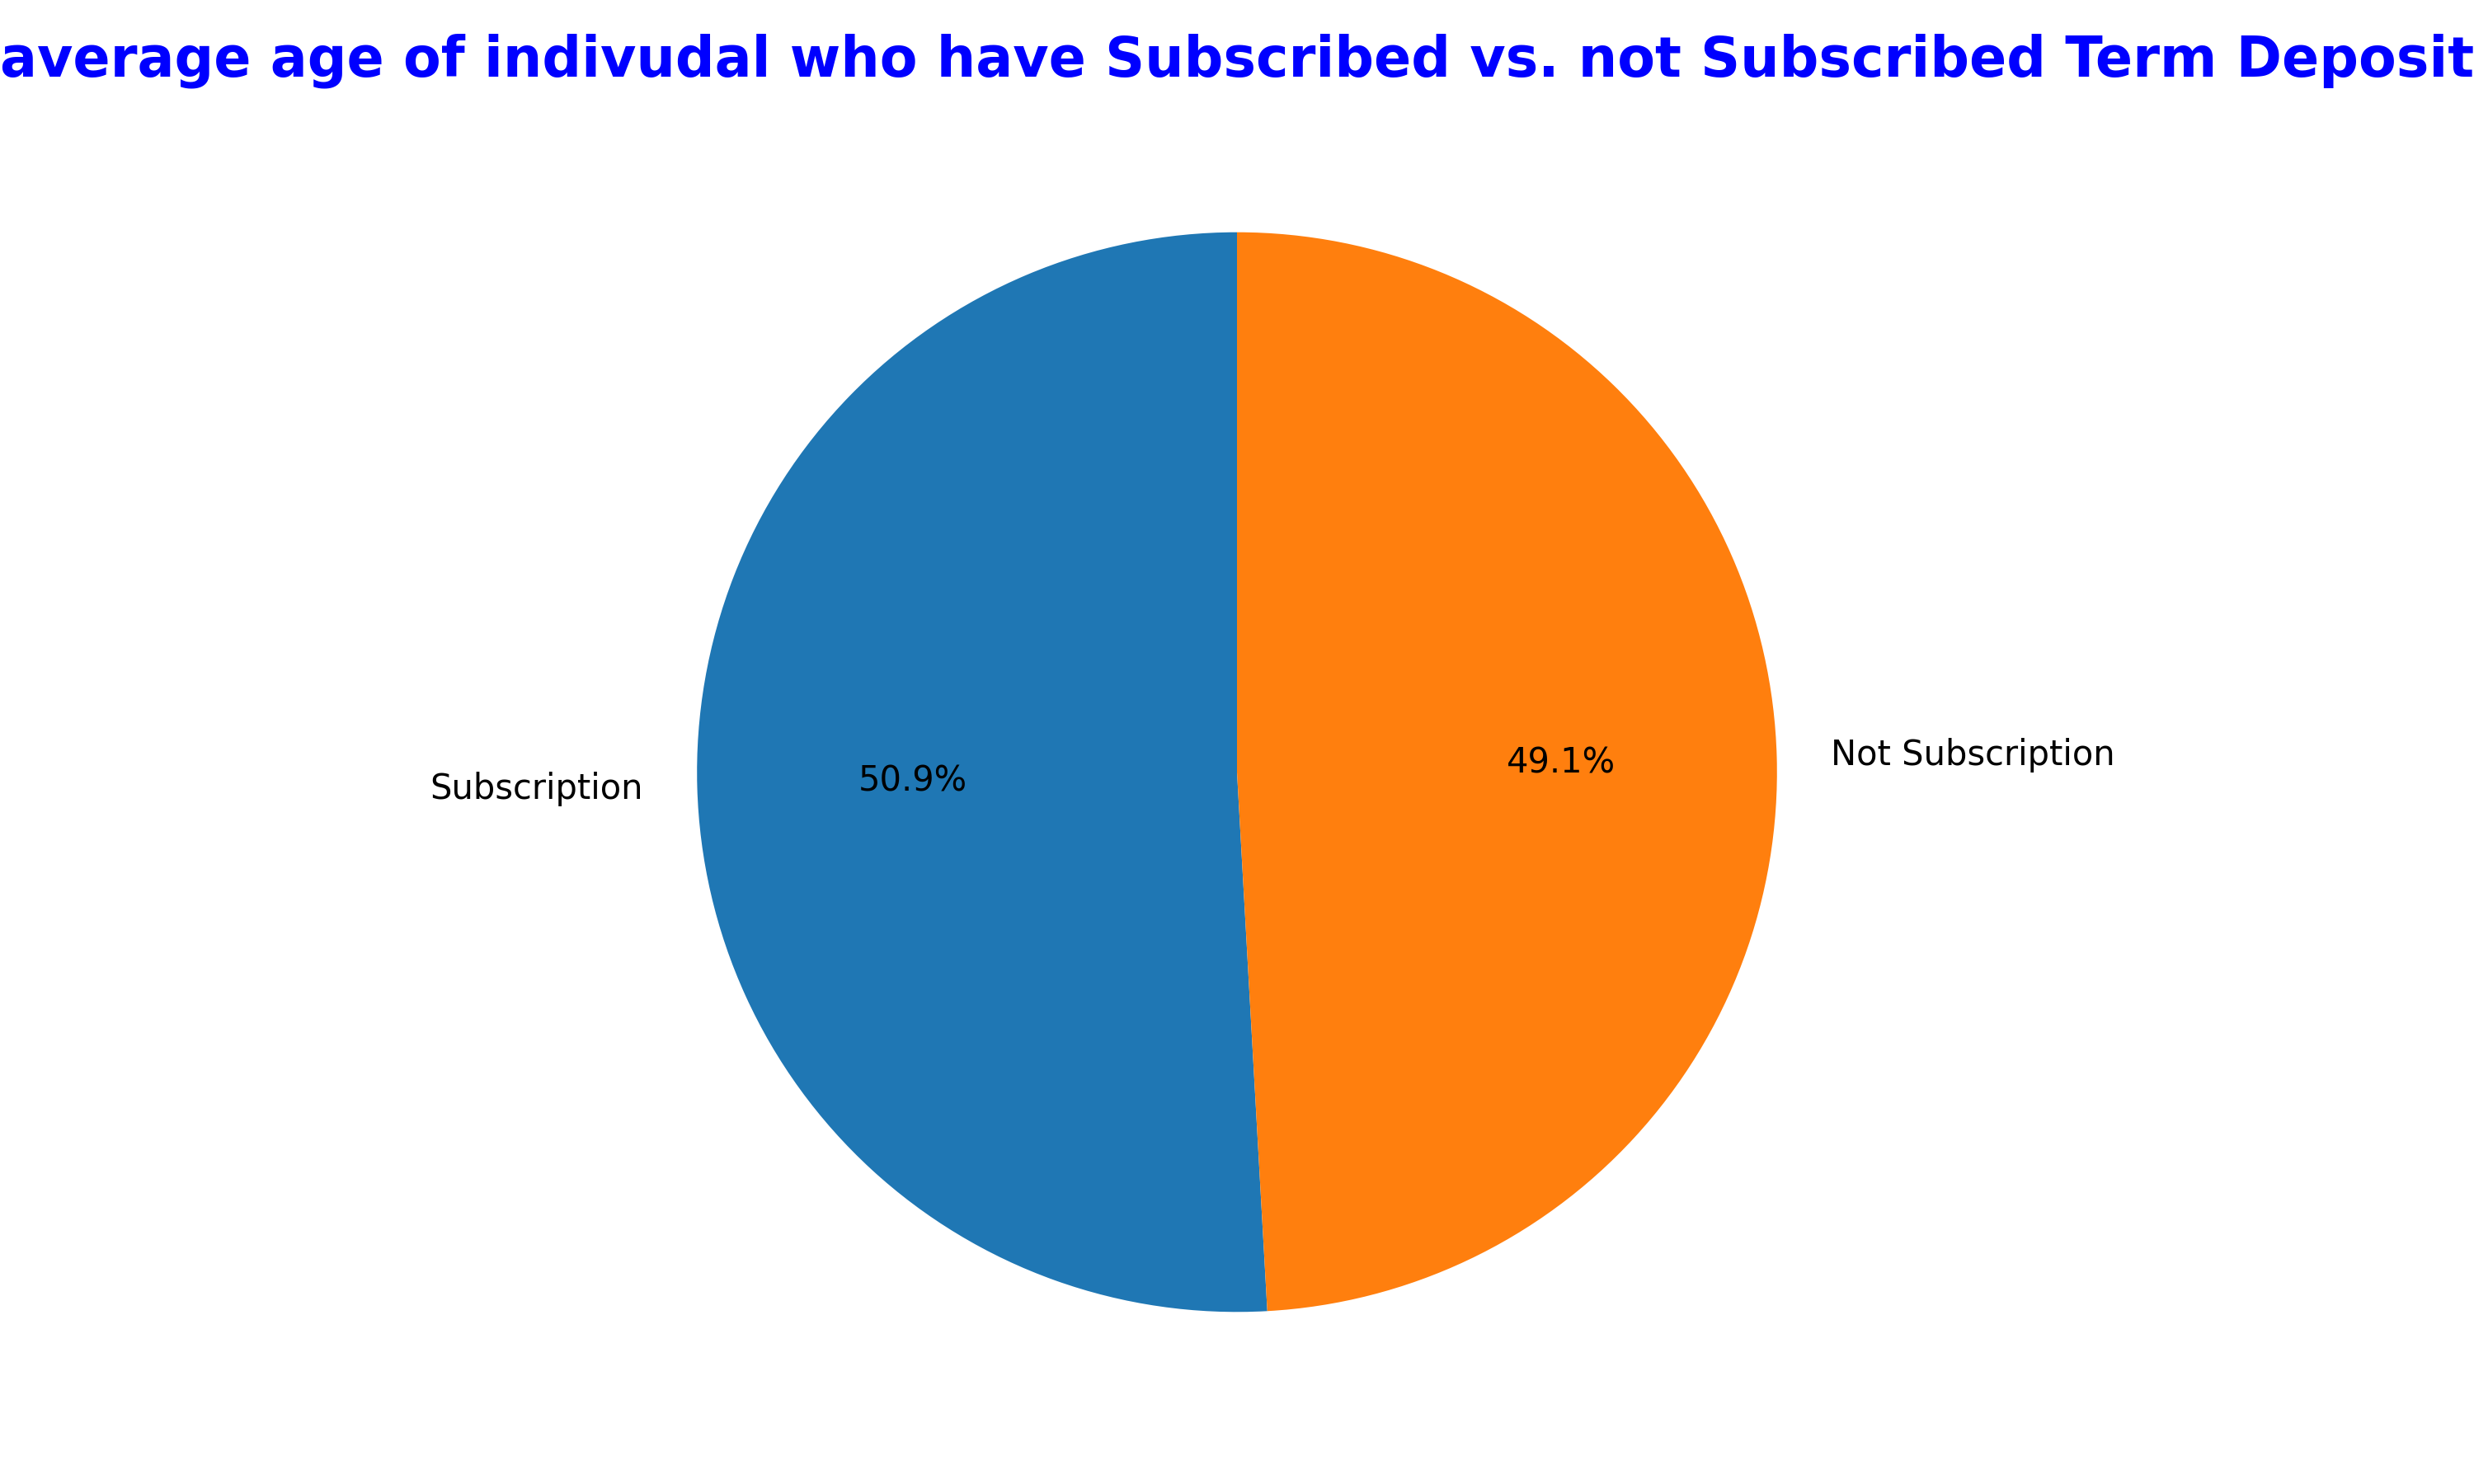 average age of indivudal who have Subscribed vs. not Subscribed Term Deposit
Not Subscription
49.1%
50.9%
Subscription